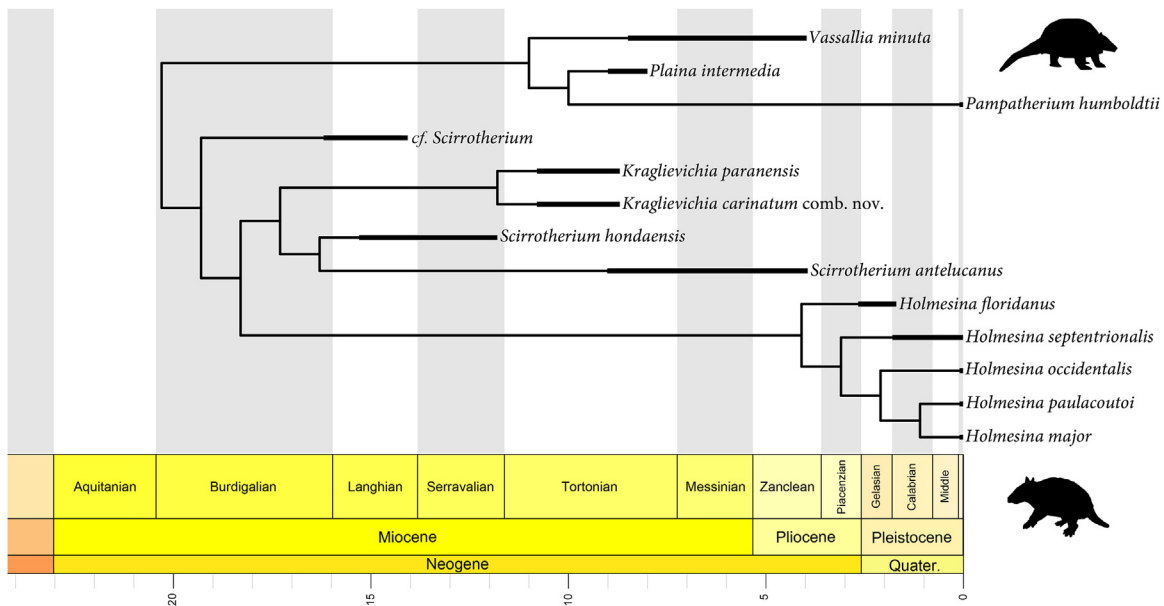 Vassallia minuta
Plaina intermedia
Pampatherium humboldtii
cf. Scirrotherium
Kraglievichia paranensis
Kraglievichia carinatum comb. nov.
Scirrotherium hondaensis
Scirrotherium antelucanus
Holmesina floridanus
Holmesina septentrionalis
Holmesina occidentalis
Holmesina paulacoutoi
Holmesina major
Aquitanian Burdigalian Langhian Serravalian Tortonian Messinian Zanclean Piacenzian Gelasian Calabrian Middle
Miocene Pliocene Pleistocene
Neogene Quater.
20 15 10 5 0